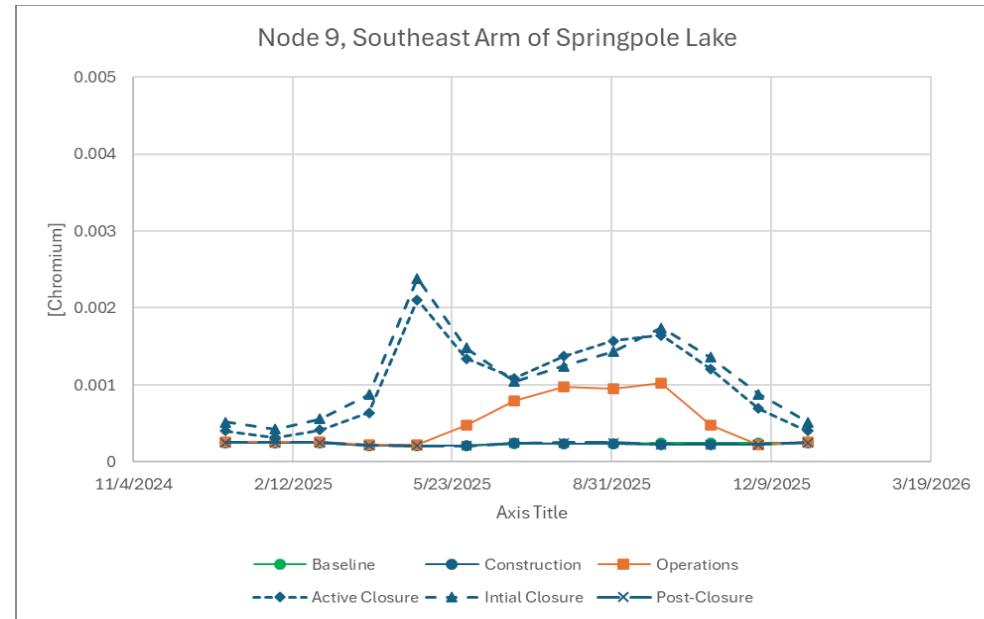 Node 9, Southeast Arm of Springpole Lake
0.005
0.004
0.003
0.002
0.001
0
[Chromium]
11/4/2024 2/12/2025 5/23/2025 8/31/2025 12/9/2025 3/19/2026
Axis Title
Baseline Construction Operations
Active Closure Intial Closure Post-Closure